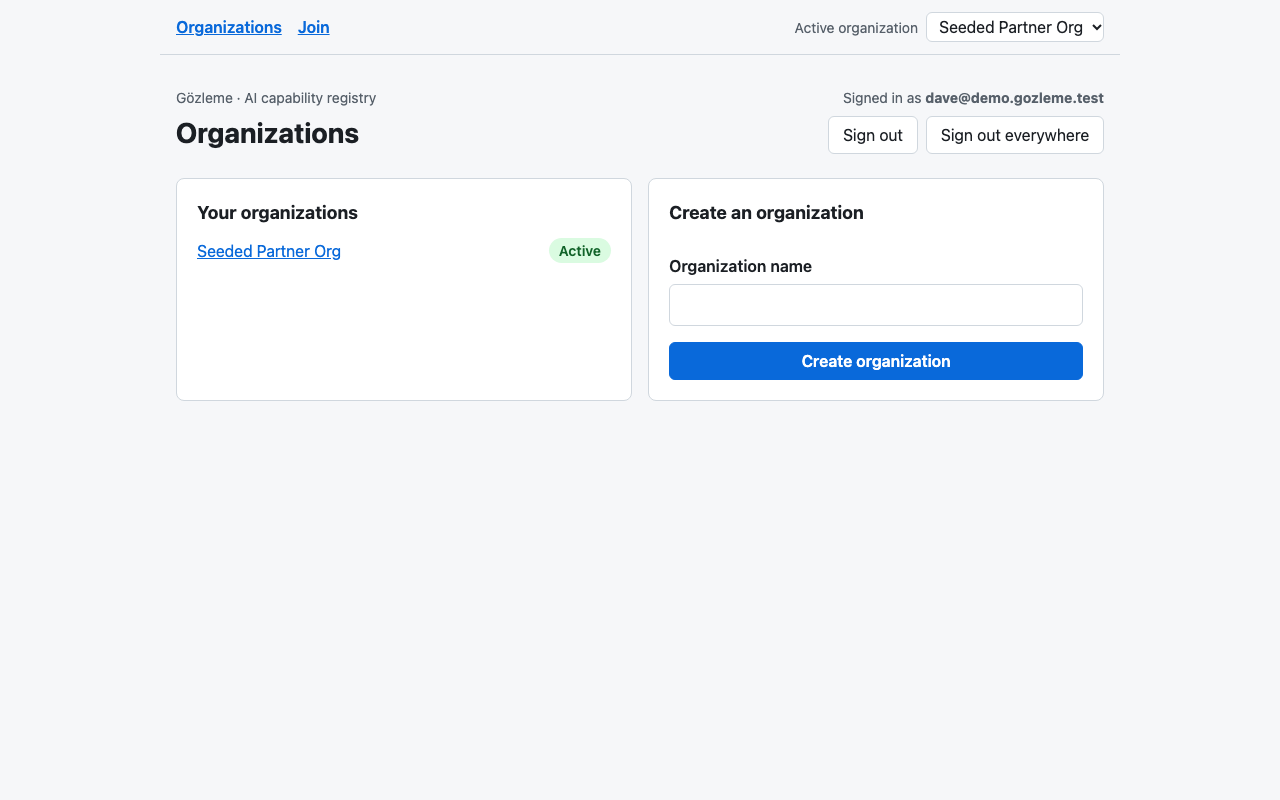 Organizations Join Active organization Seeded Partner Org
Gözleme · AI capability registry
Signed in as dave@demo.gozleme.test
Organizations
Sign out Sign out everywhere
Your organizations
Seeded Partner Org Active
Create an organization
Organization name
Create organization